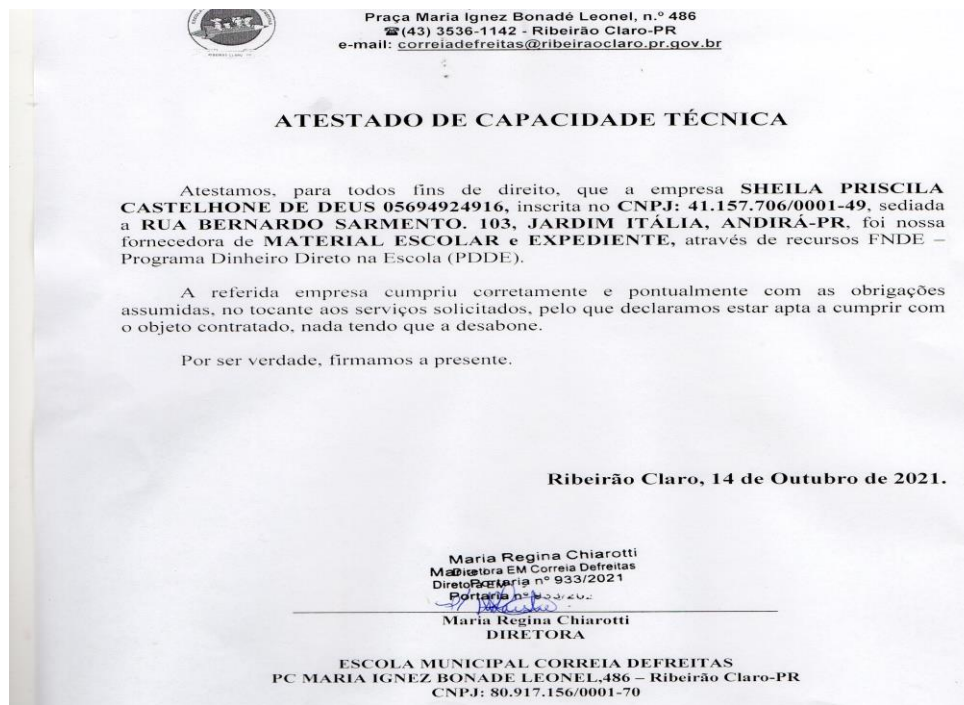 Praça Maria Ignez Bonadé Leonel, n.º 486
☎(43) 3536-1142 - Ribeirão Claro-PR
e-mail: correiadefreitas@ribeiraoclaro.pr.gov.br
ATESTADO DE CAPACIDADE TÉCNICA
Atestamos, para todos fins de direito, que a empresa SHEILA PRISCILA
CASTELHONE DE DEUS 05694924916, inscrita no CNPJ: 41.157.706/0001-49, sediada
a RUA BERNARDO SARMENTO. 103, JARDIM ITÁLIA, ANDIRÁ-PR, foi nossa
fornecedora de MATERIAL ESCOLAR e EXPEDIENTE, através de recursos FNDE –
Programa Dinheiro Direto na Escola (PDDE).
A referida empresa cumpriu corretamente e pontualmente com as obrigações
assumidas, no tocante aos serviços solicitados, pelo que declaramos estar apta a cumprir com
o objeto contratado, nada tendo que a desabone.
Por ser verdade, firmamos a presente.
Ribeirão Claro, 14 de Outubro de 2021.
Maria Regina Chiarotti
Diretora EM Correia Defreitas
Portaria nº 933/2021
Portaria nº
Maria Regina Chiarotti
DIRETORA
ESCOLA MUNICIPAL CORREIA DEFREITAS
PC MARIA IGNEZ BONADE LEONEL,486 – Ribeirão Claro-PR
CNPJ: 80.917.156/0001-70